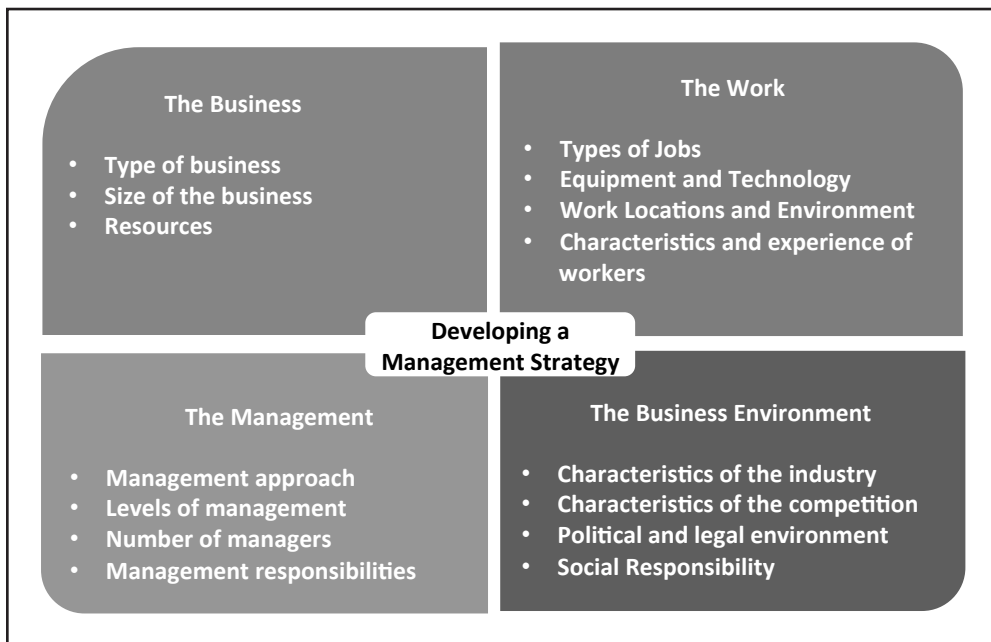 The Business
• Type of business
• Size of the business
• Resources
The Work
• Types of Jobs
• Equipment and Technology
• Work Locations and Environment
• Characteristics and experience of
workers
Developing a
Management Strategy
The Management
• Management approach
• Levels of management
• Number of managers
• Management responsibilities
The Business Environment
• Characteristics of the industry
• Characteristics of the competition
• Political and legal environment
• Social Responsibility